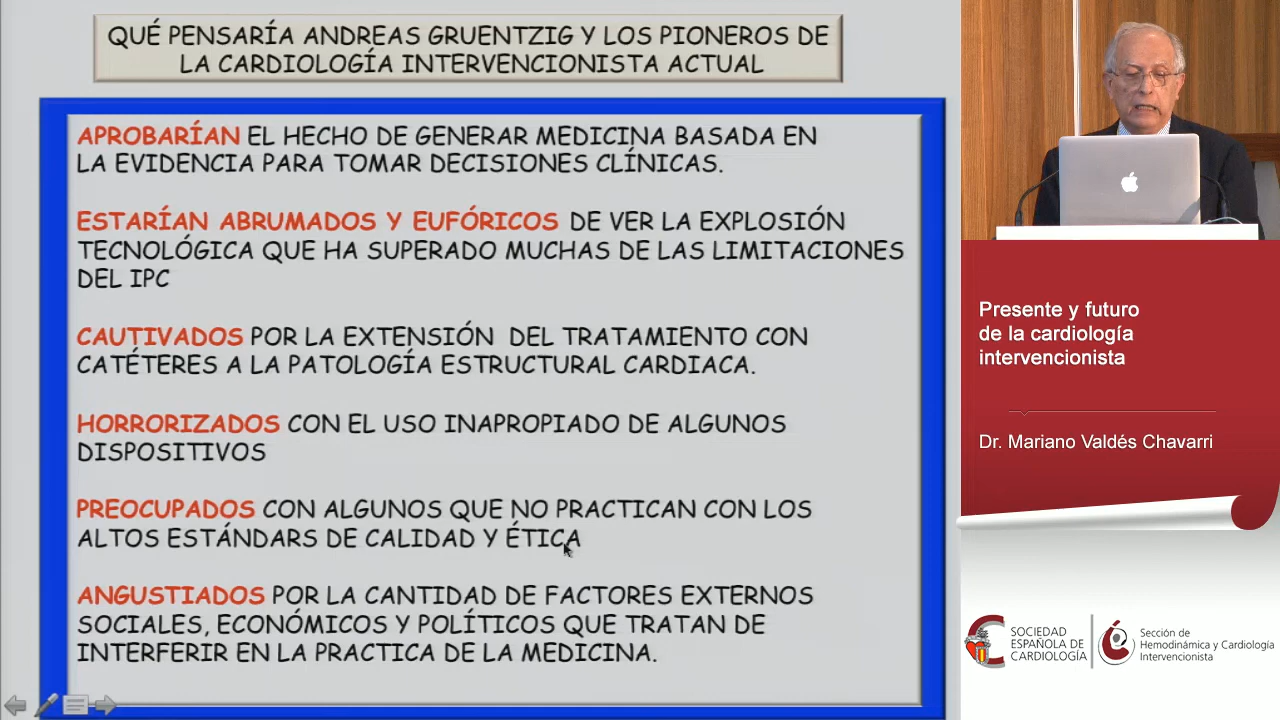 QUÉ PENSARÍA ANDREAS GRUENTZIG Y LOS PIONEROS DE
LA CARDIOLOGÍA INTERVENCIONISTA ACTUAL
APROBARÍAN EL HECHO DE GENERAR MEDICINA BASADA EN
LA EVIDENCIA PARA TOMAR DECISIONES CLÍNICAS.
ESTARÍAN ABRUMADOS Y EUFÓRICOS DE VER LA EXPLOSIÓN
TECNOLÓGICA QUE HA SUPERADO MUCHAS DE LAS LIMITACIONES
DEL IPC
CAUTIVADOS POR LA EXTENSIÓN DEL TRATAMIENTO CON
CATÉTERES A LA PATOLOGÍA ESTRUCTURAL CARDIACA.
HORRORIZADOS CON EL USO INAPROPIADO DE ALGUNOS
DISPOSITIVOS
PREOCUPADOS CON ALGUNOS QUE NO PRACTICAN CON LOS
ALTOS ESTÁNDARS DE CALIDAD Y ÉTICA
ANGUSTIADOS POR LA CANTIDAD DE FACTORES EXTERNOS
SOCIALES, ECONÓMICOS Y POLÍTICOS QUE TRATAN DE
INTERFERIR EN LA PRACTICA DE LA MEDICINA.
Presente y futuro
de la cardiología
intervencionista
Dr. Mariano Valdés Chavarri
SOCIEDAD
ESPAÑOLA DE
CARDIOLOGÍA
Sección de
Hemodinámica y Cardiología
Intervencionista